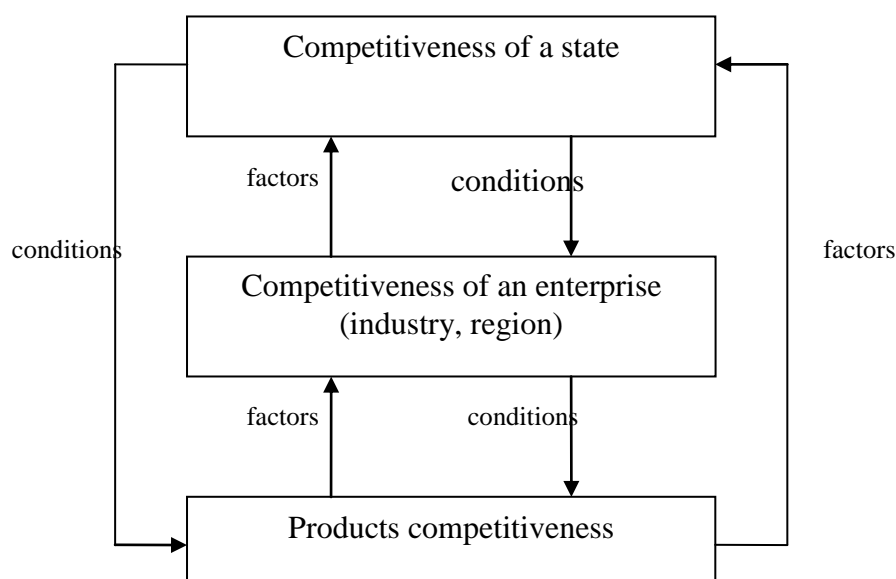 Competitiveness of a state
factors
conditions
conditions
factors
Competitiveness of an enterprise
(industry, region)
factors
conditions
Products competitiveness